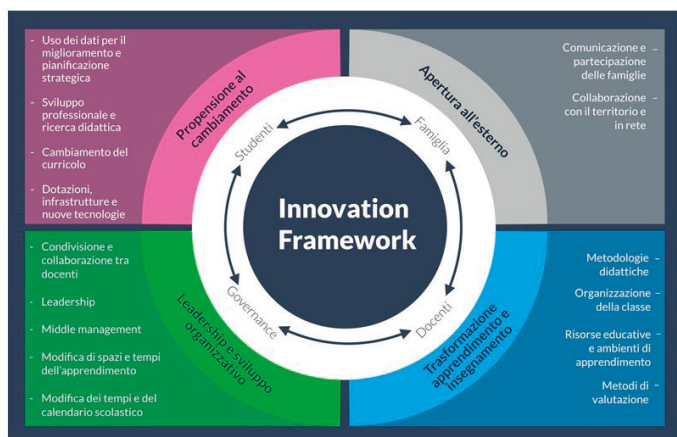 - Uso dei dati per il
miglioramento e
pianificazione
strategica
- Sviluppo
professionale e
ricerca didattica
- Cambiamento del
curricolo
- Dotazioni,
infrastrutture e
nuove tecnologie
Propensione al
cambiamento
Apertura all'esterno
Comunicazione e –
partecipazione
delle famiglie
Collaborazione –
con il territorio e
in rete
Studenti
Famiglia
Innovation
Framework
Governance
Docenti
- Condivisione e
collaborazione tra
docenti
- Leadership
- Middle management
- Modifica di spazi e tempi
dell'apprendimento
- Modifica dei tempi e del
calendario scolastico
Leadership e sviluppo
organizzativo
Trasformazione
apprendimento e
insegnamento
Metodologie –
didattiche
Organizzazione –
della classe
Risorse educative –
e ambienti di
apprendimento
Metodi di –
valutazione